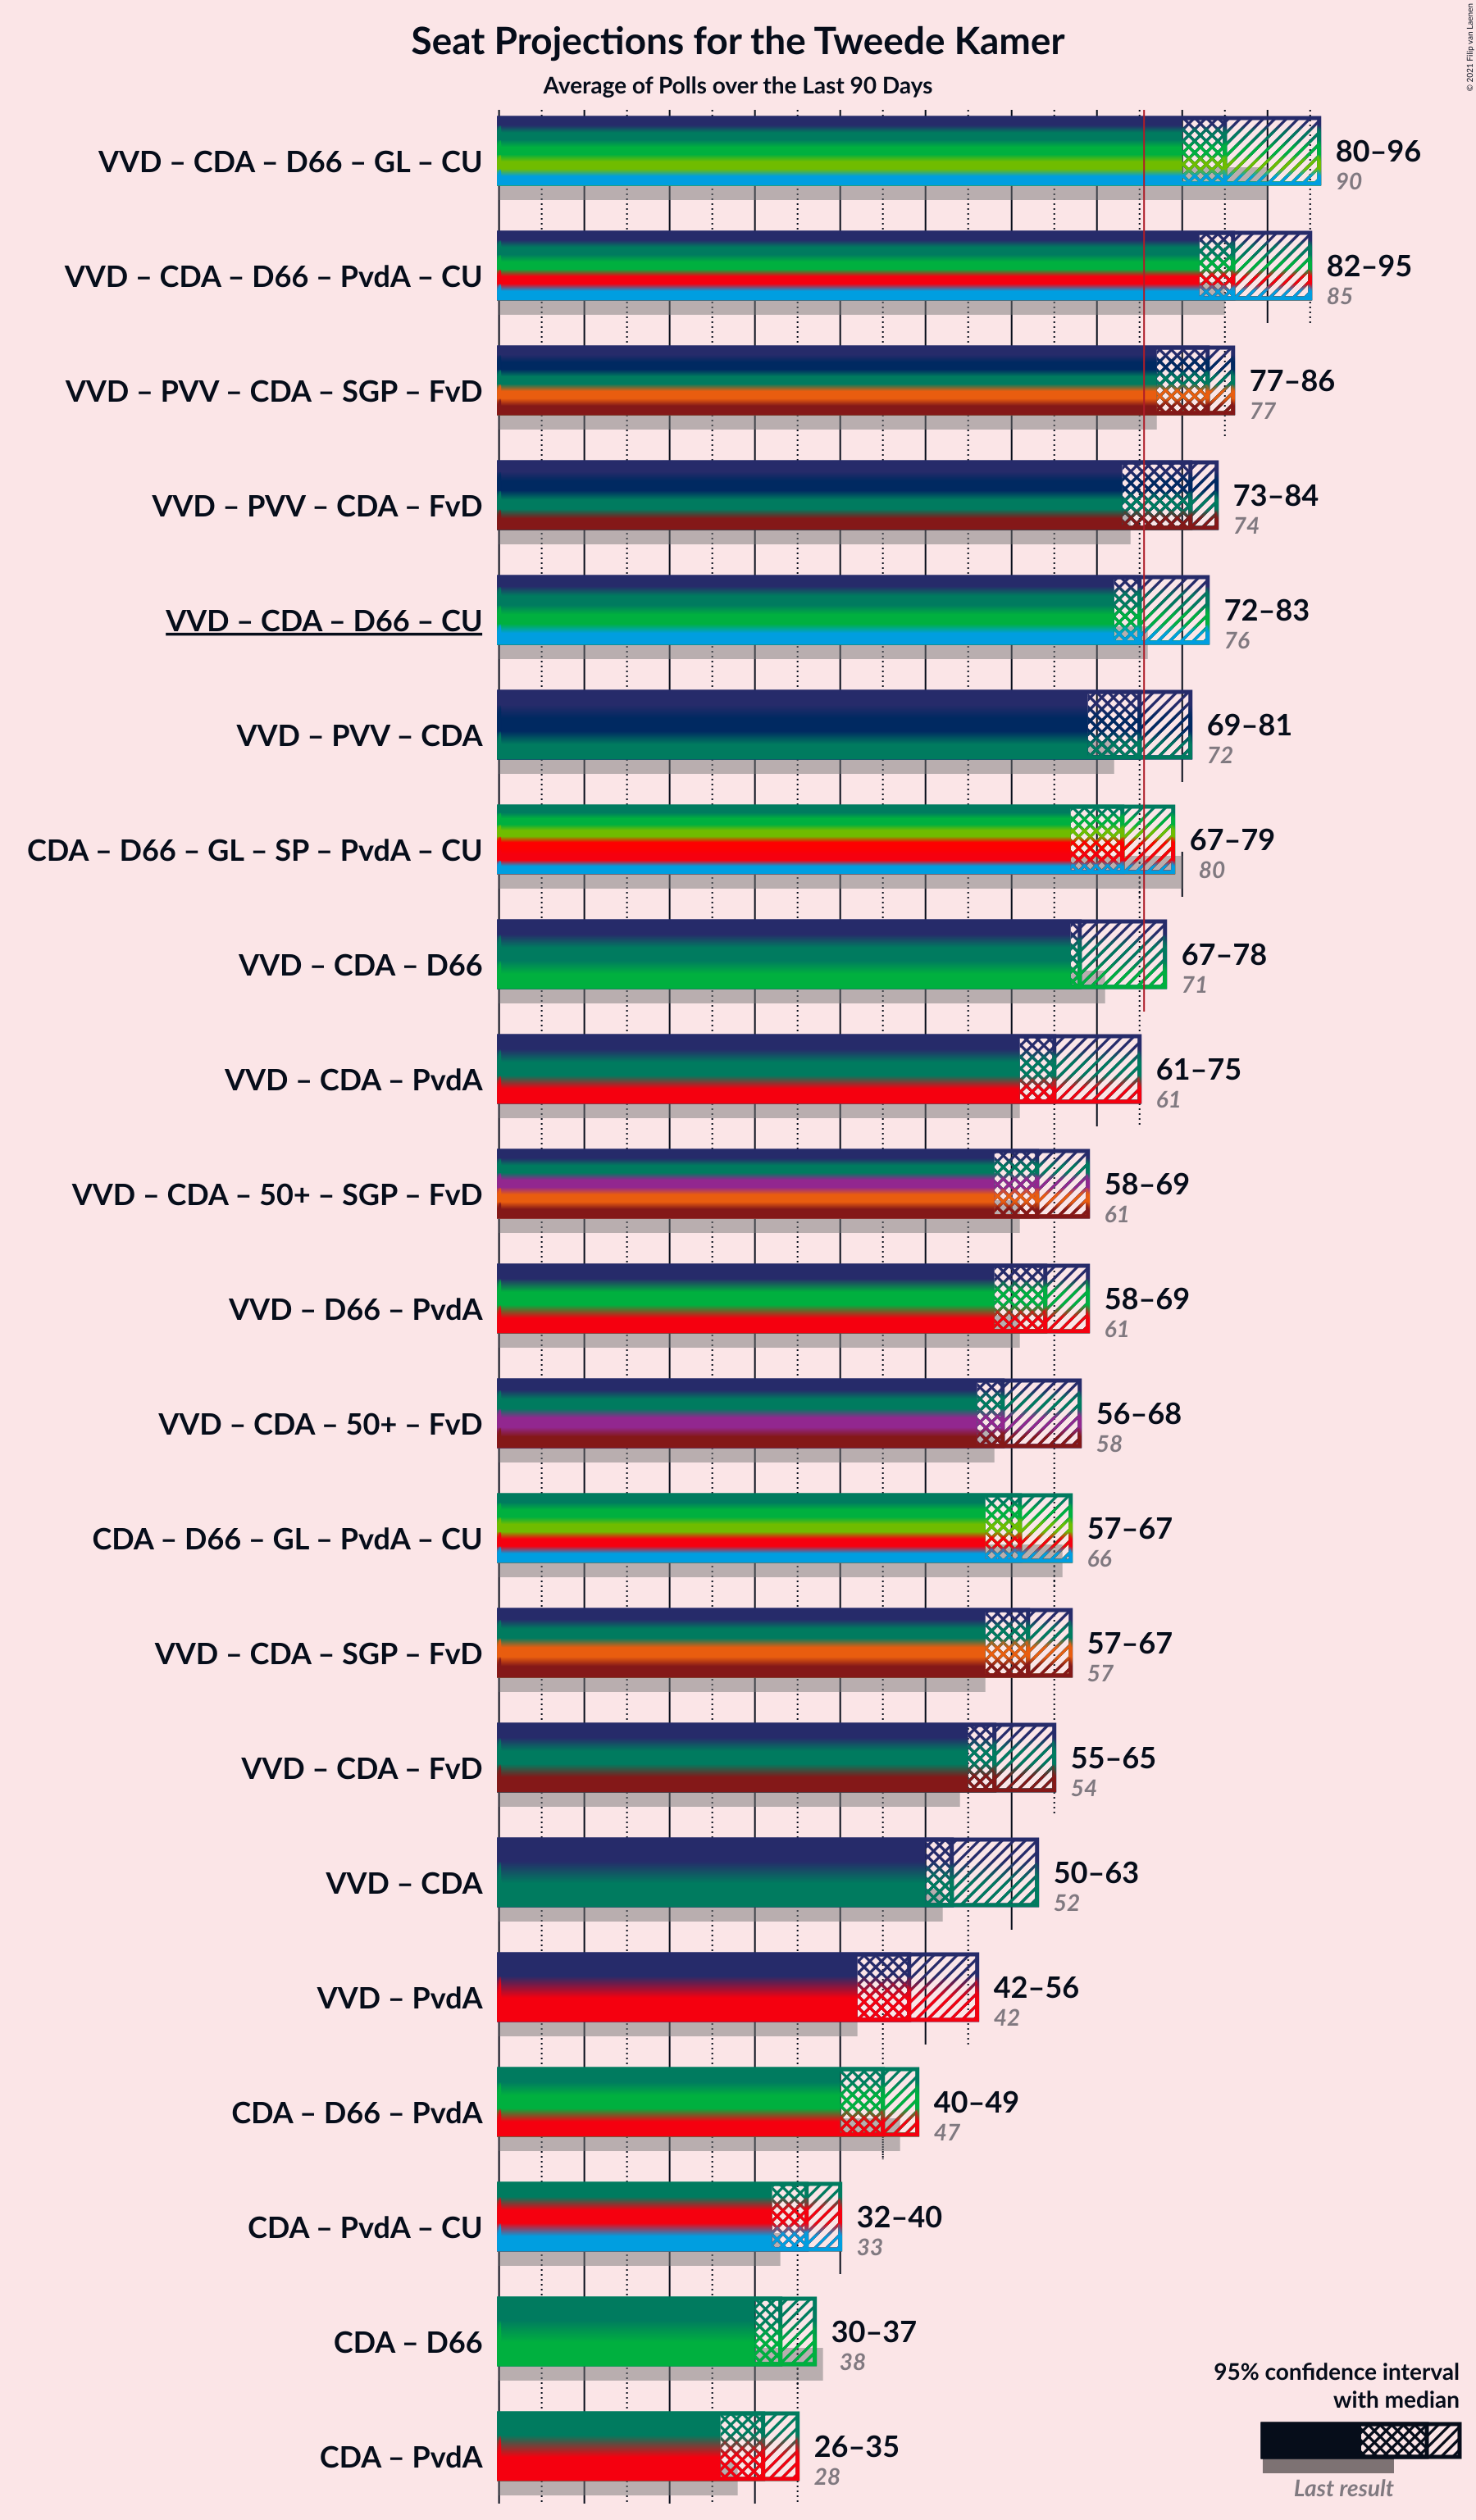 Seat Projections for the Tweede Kamer
Average of Polls over the Last 90 Days
© 2021 Filip van Laenen
VVD – CDA – D66 – GL – CU
80–96
90
VVD – CDA – D66 – PvdA – CU
82–95
85
VVD – PVV – CDA – SGP – FvD
77–86
77
VVD – PVV – CDA – FvD
73–84
74
VVD – CDA – D66 – CU
72–83
76
VVD – PVV – CDA
69–81
72
CDA – D66 – GL – SP – PvdA – CU
67–79
80
VVD – CDA – D66
67–78
71
VVD – CDA – PvdA
61–75
61
VVD – CDA – 50+ – SGP – FvD
58–69
61
VVD – D66 – PvdA
58–69
61
VVD – CDA – 50+ – FvD
56–68
58
CDA – D66 – GL – PvdA – CU
57–67
66
VVD – CDA – SGP – FvD
57–67
57
VVD – CDA – FvD
55–65
54
VVD – CDA
50–63
52
VVD – PvdA
42–56
42
CDA – D66 – PvdA
40–49
47
CDA – PvdA – CU
32–40
33
CDA – D66
30–37
38
CDA – PvdA
26–35
28
95% confidence interval
with median
Last result